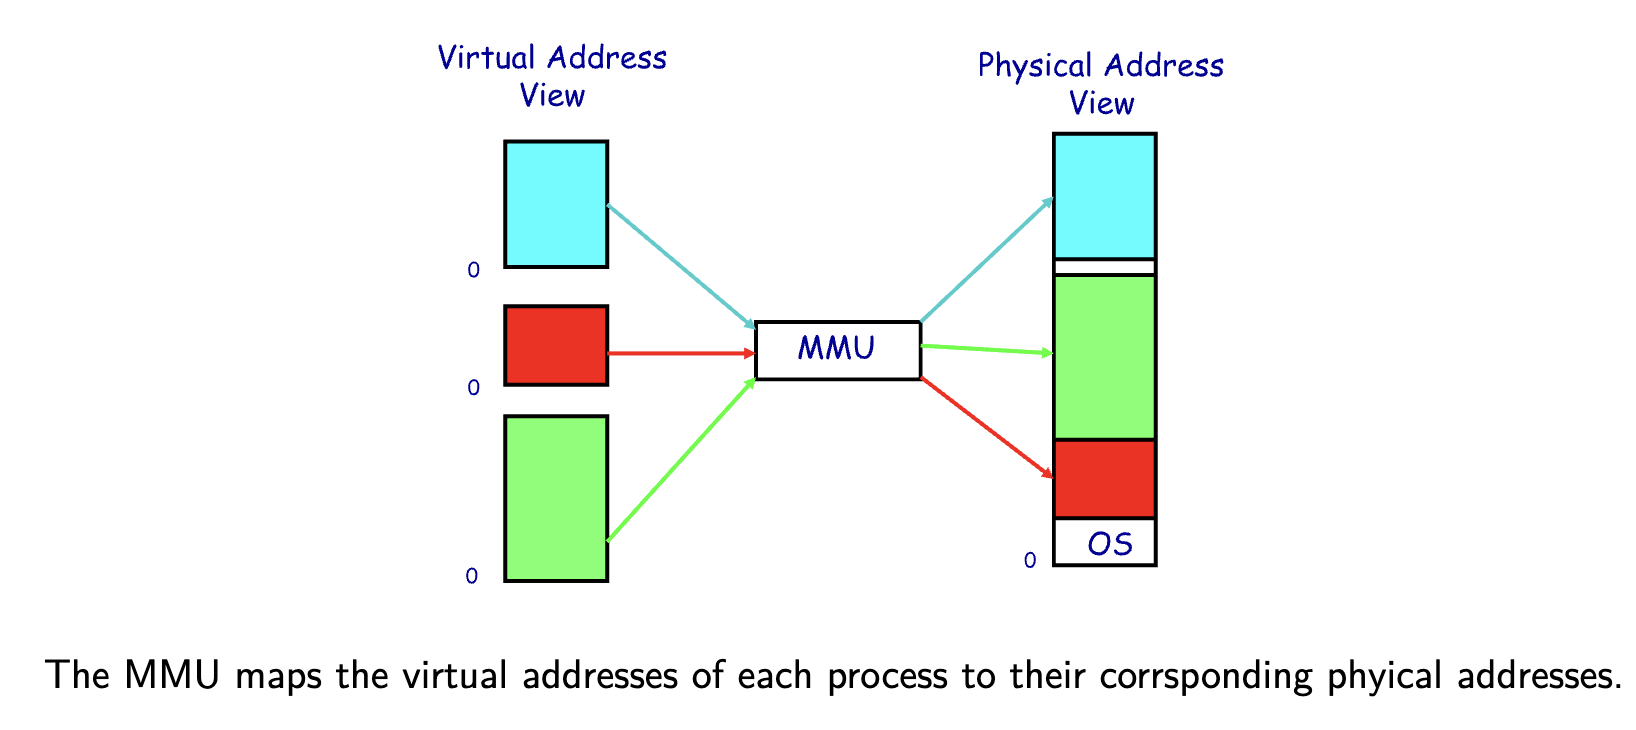 Virtual Address
View
Physical Address
View
0
0
MMU
0
OS
0
The MMU maps the virtual addresses of each process to their corrsponding phyical addresses.